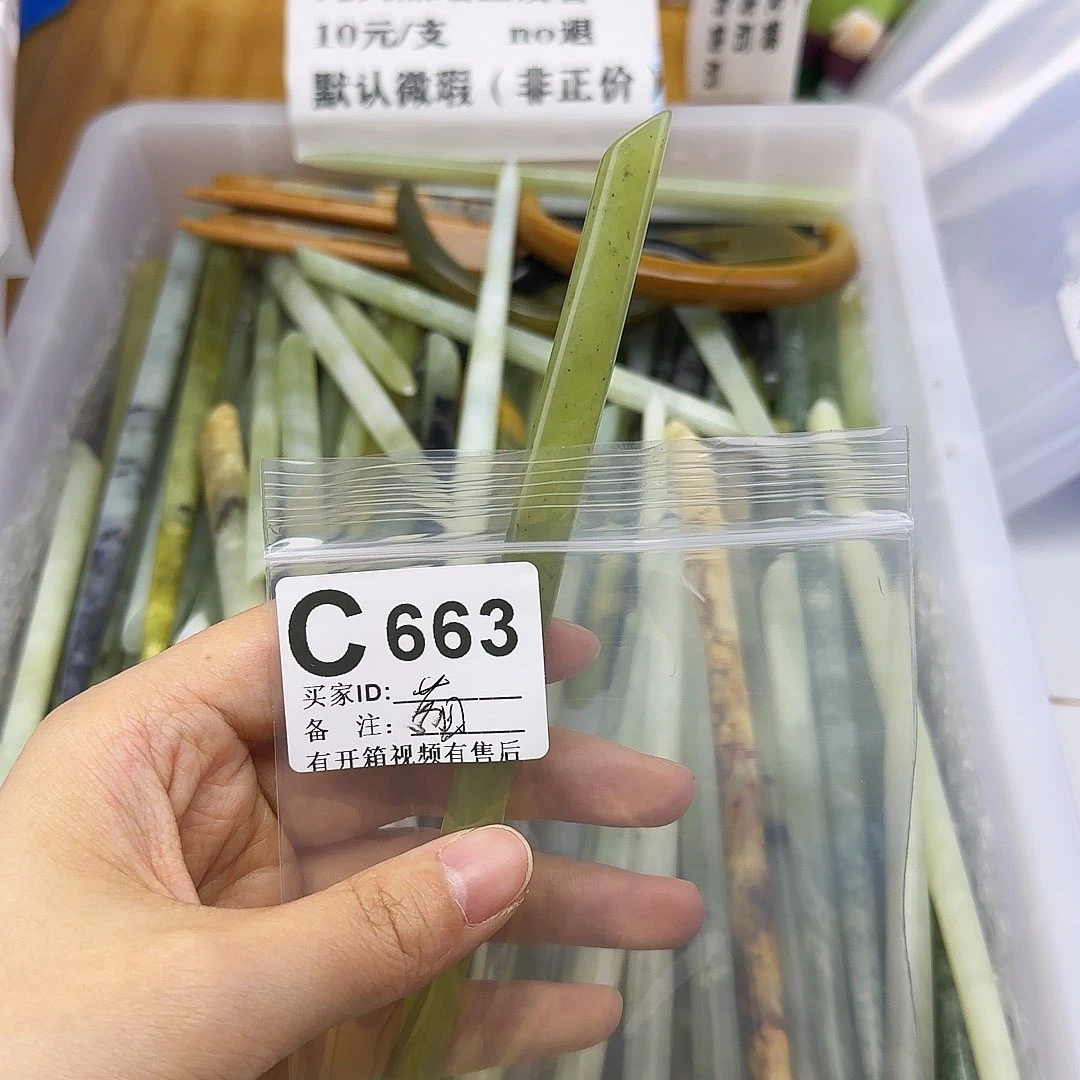 10元/支 no退
默认微瑕（非正价）
C 663
买家ID:
备 注:
有开箱视频有售后